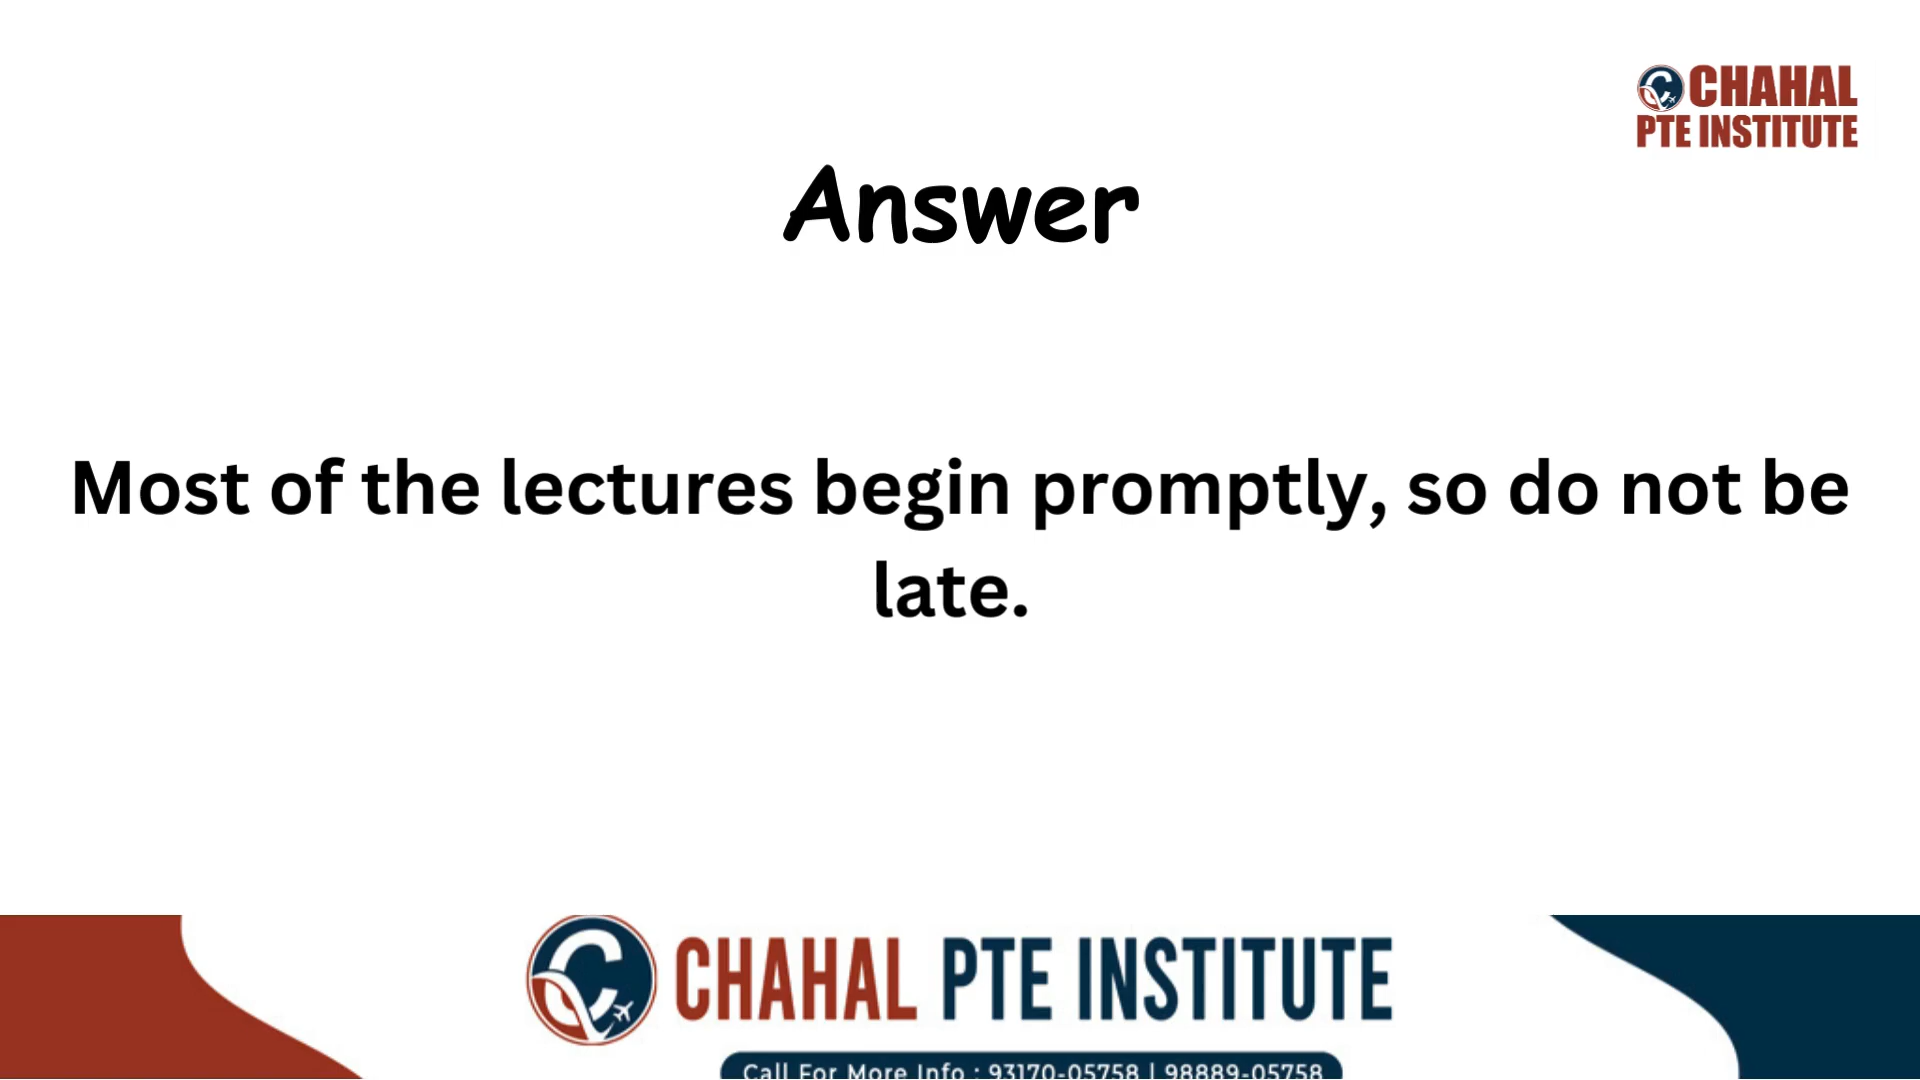 CHAHAL
PTE INSTITUTE
Answer
Most of the lectures begin promptly, so do not be
late.
CHAHAL PTE INSTITUTE
Call For More Info : 93170-05758 | 98889-05758